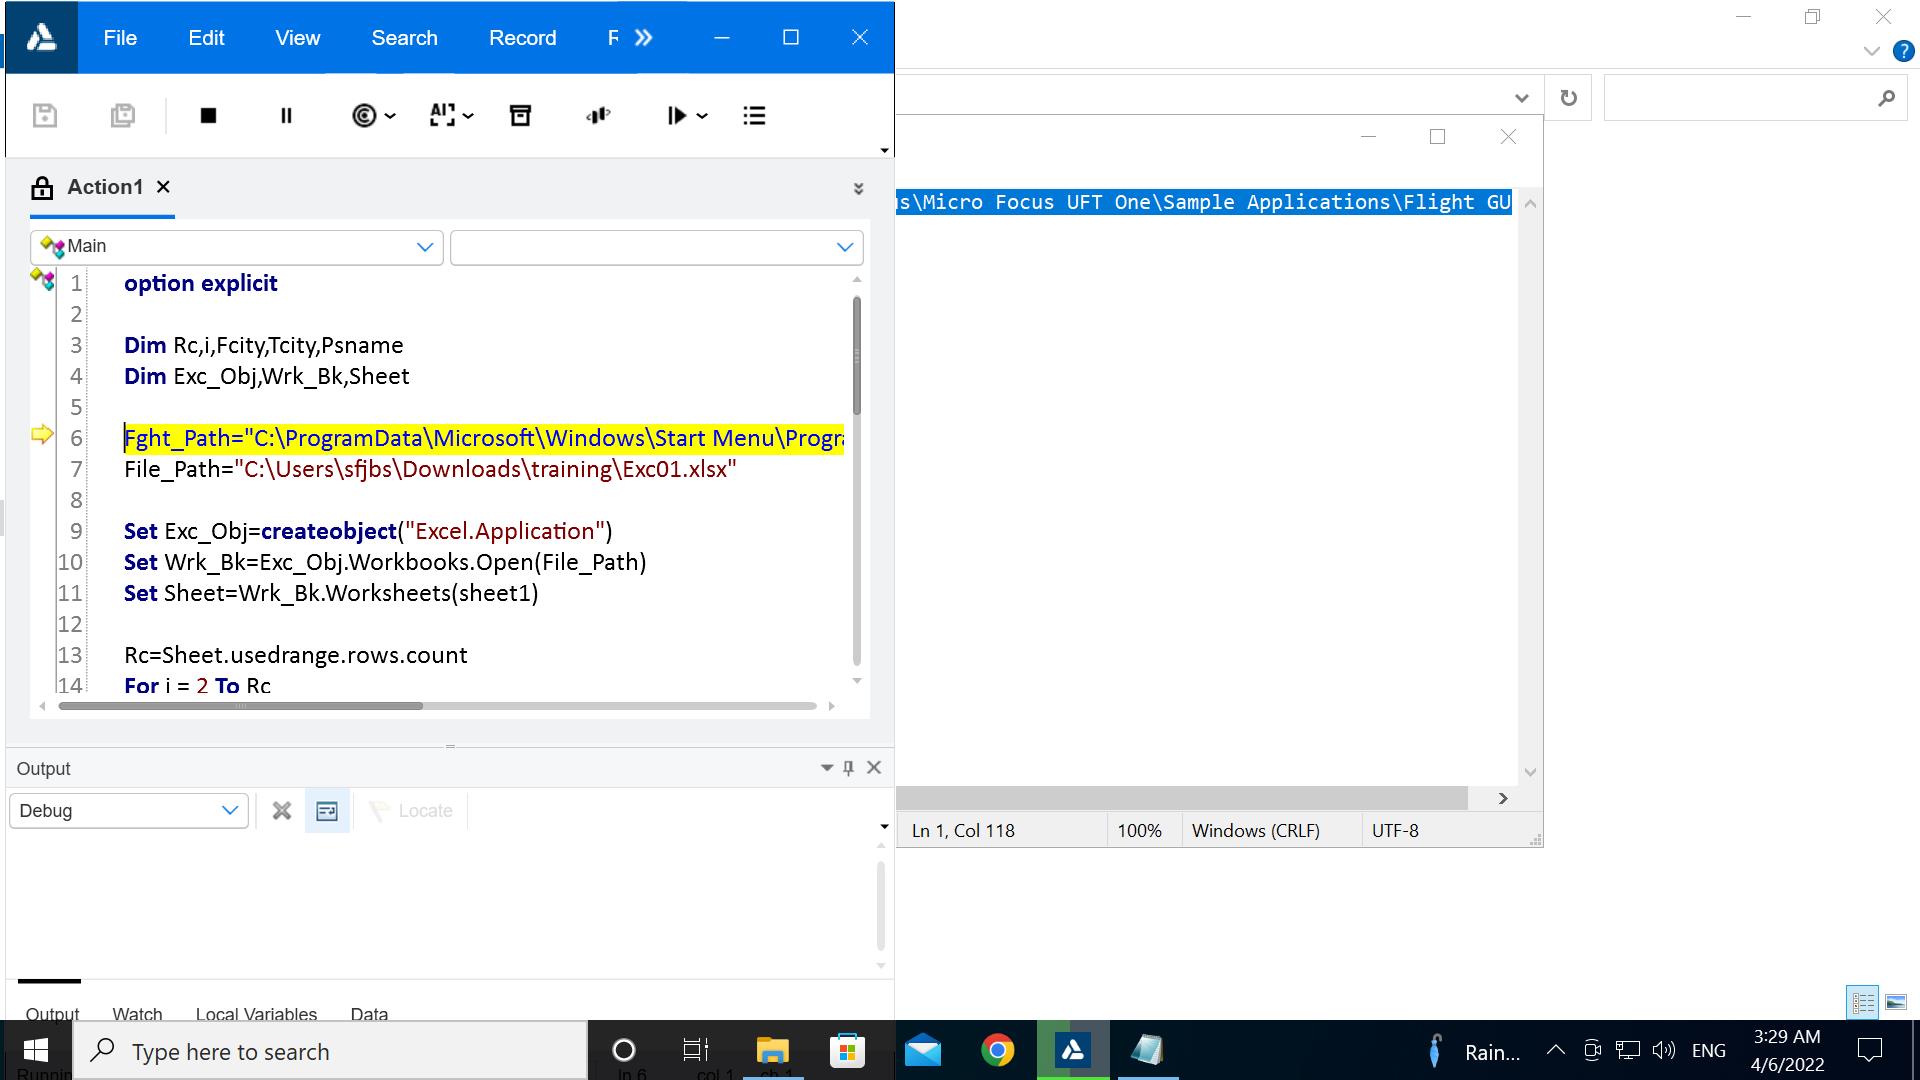 File Edit View Search Record
Action1
Main
1 option explicit
2
3 Dim Rc,i,Fcity,Tcity,Psname
4 Dim Exc_Obj,Wrk_Bk,Sheet
5
6 Fght_Path="C:\ProgramData\Microsoft\Windows\Start Menu\Progra
7 File_Path="C:\Users\sfjbs\Downloads\training\Exc01.xlsx"
8
9 Set Exc_Obj=createobject("Excel.Application")
10 Set Wrk_Bk=Exc_Obj.Workbooks.Open(File_Path)
11 Set Sheet=Wrk_Bk.Worksheets(sheet1)
12
13 Rc=Sheet.usedrange.rows.count
14 For i = 2 To Rc
Output
Debug
Locate
Output Watch Local Variables Data
s\Micro Focus UFT One\Sample Applications\Flight GU
Ln 1, Col 118 100% Windows (CRLF) UTF-8
Type here to search
Rain... ENG
3:29 AM
4/6/2022